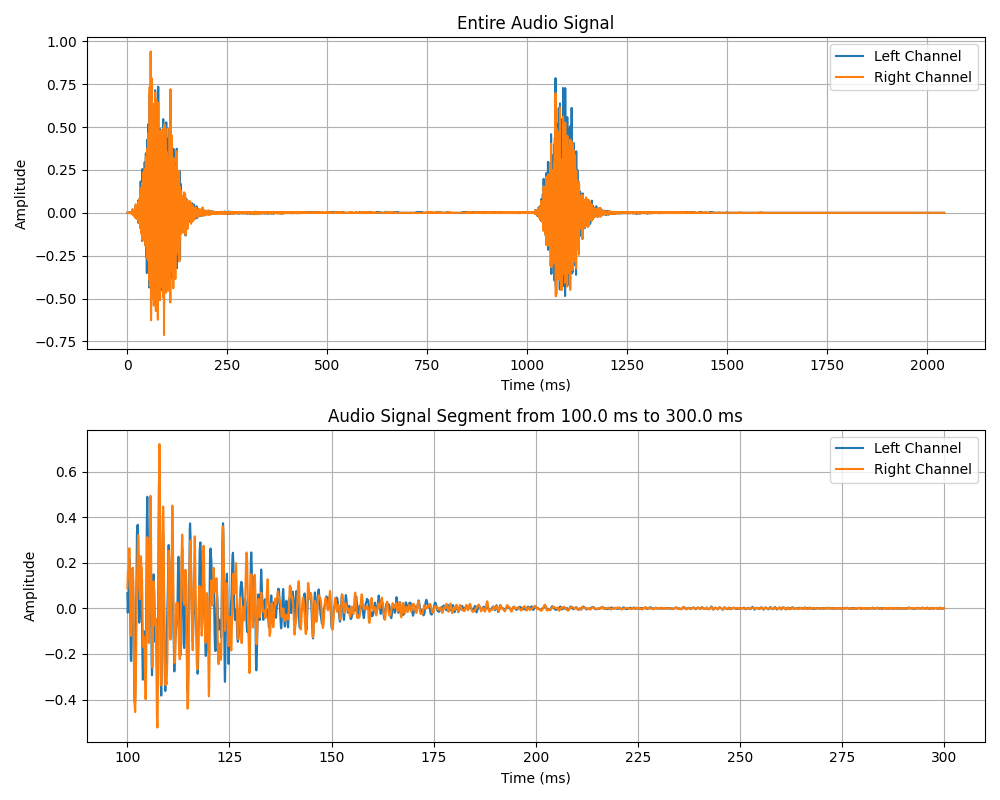 Entire Audio Signal
1.00
0.75
0.50
0.25
0.00
−0.25
−0.50
−0.75
Amplitude
Left Channel
Right Channel
0 250 500 750 1000 1250 1500 1750 2000
Time (ms)
Audio Signal Segment from 100.0 ms to 300.0 ms
0.6
0.4
0.2
0.0
−0.2
−0.4
Amplitude
Left Channel
Right Channel
100 125 150 175 200 225 250 275 300
Time (ms)